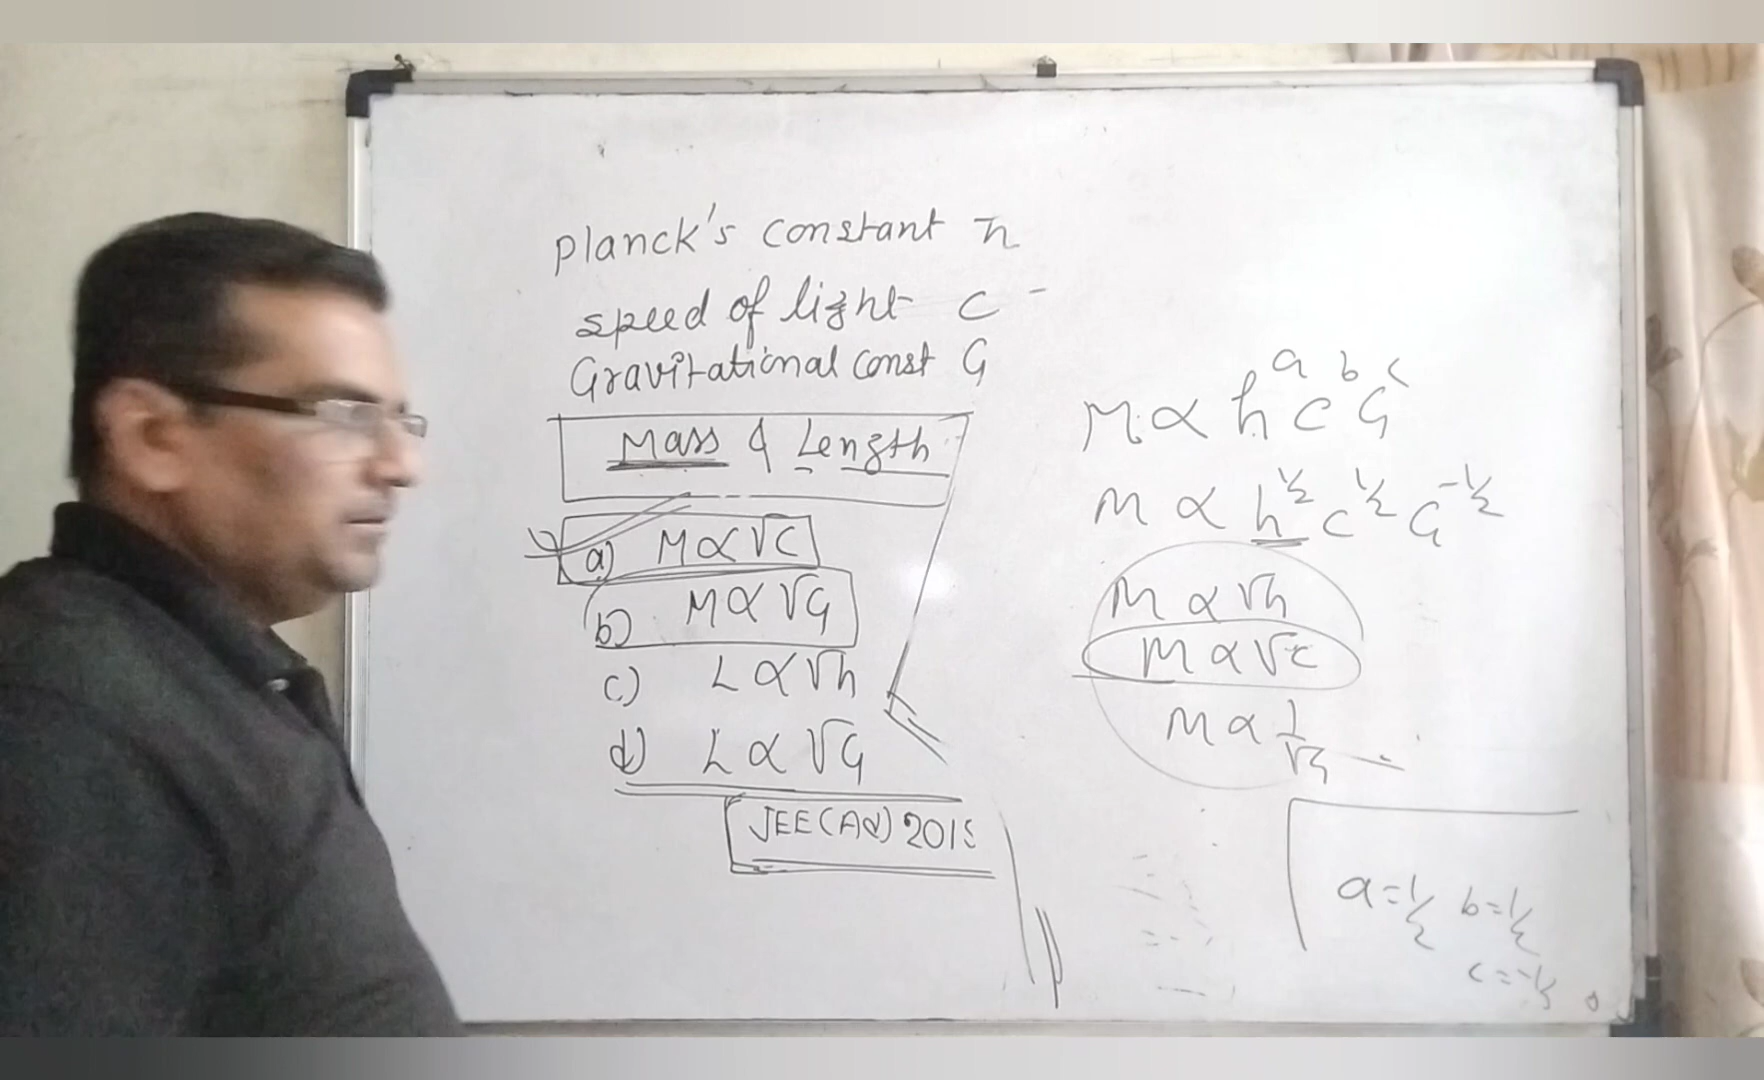 Planck's constant ħ
speed of light c
Gravitational const G
Mass & Length
a) M∝√c
b) M∝√G
c) L∝√h
d) L∝√G
JEE(Ad) 2015
M∝ h^a c^b G^c
M ∝ h^½ c^½ G^-½
M ∝ √h
M ∝ √c
M ∝ 1/√G
a=½ b=½
c=-½